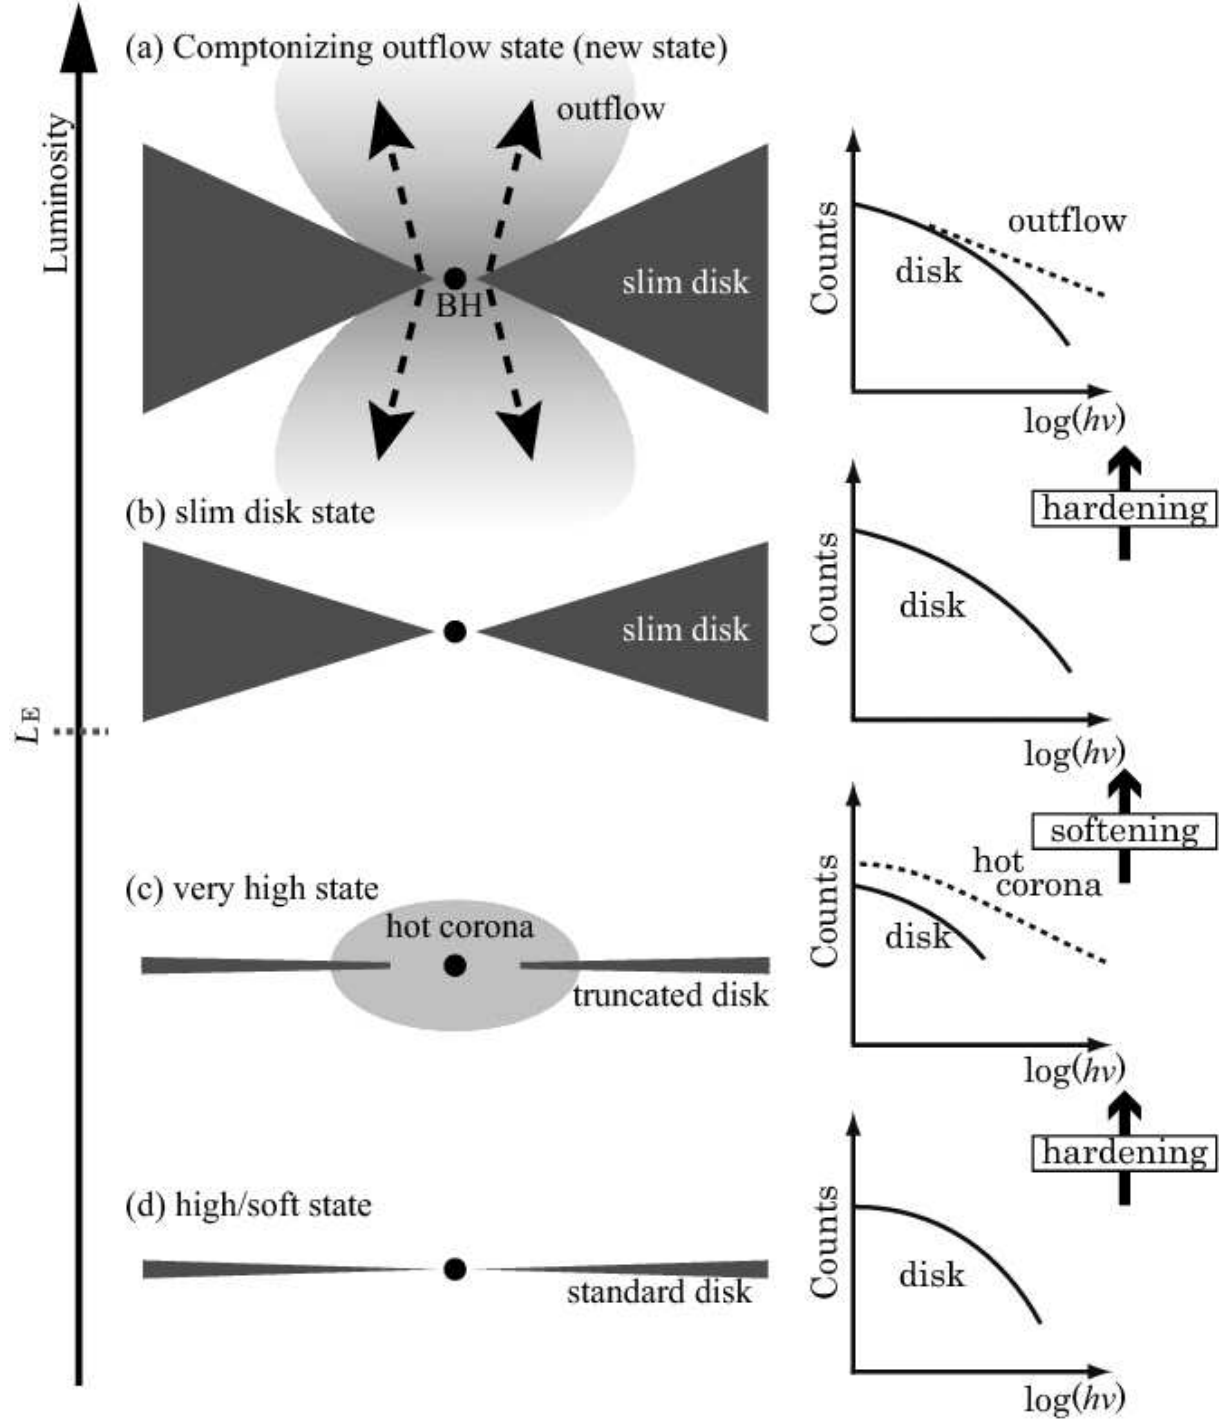 (a) Comptonizing outflow state (new state)
outflow
Luminosity
slim disk
BH
Counts
outflow
disk
log(hν)
hardening
(b) slim disk state
slim disk
Counts
disk
log(hν)
softening
LE
(c) very high state
hot corona
truncated disk
Counts
hot
corona
disk
log(hν)
hardening
(d) high/soft state
standard disk
Counts
disk
log(hν)